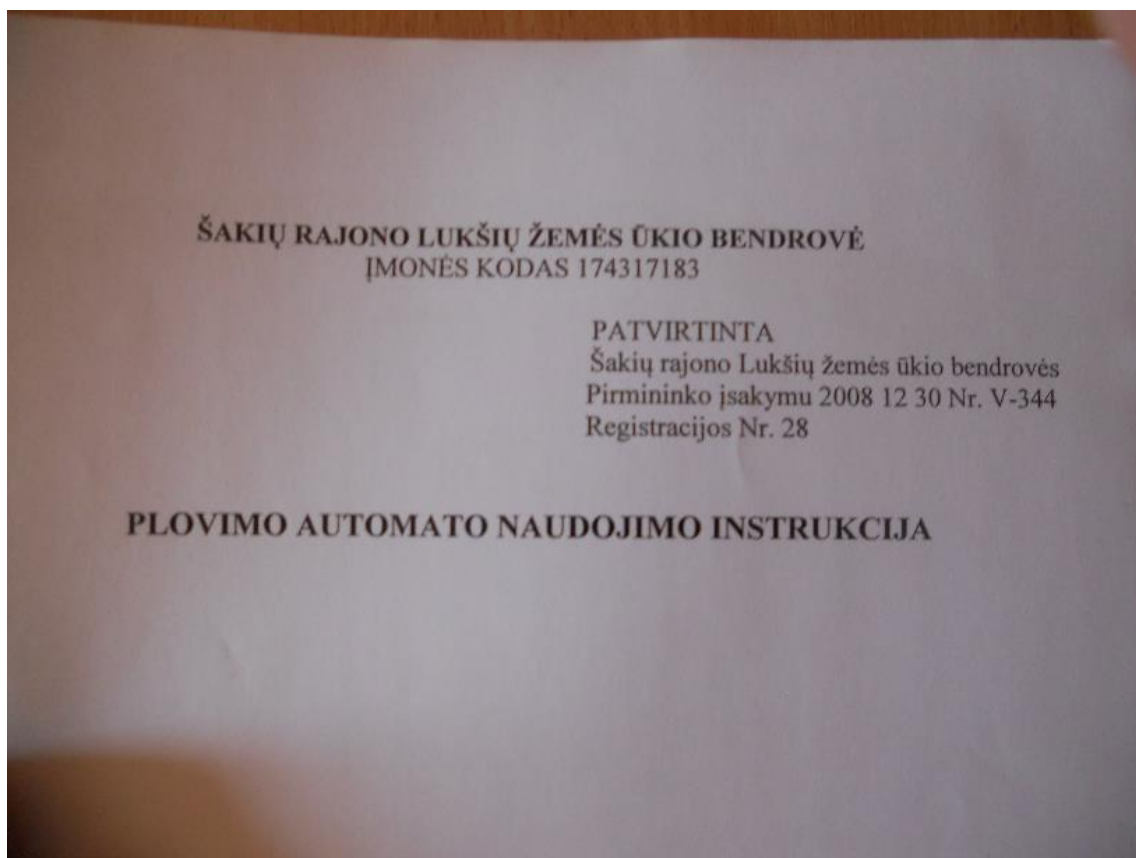 ŠAKIŲ RAJONO LUKŠIŲ ŽEMĖS ŪKIO BENDROVĖ
ĮMONĖS KODAS 174317183
PATVIRTINTA
Šakių rajono Lukšių žemės ūkio bendrovės
Pirmininko įsakymu 2008 12 30 Nr. V-344
Registracijos Nr. 28
PLOVIMO AUTOMATO NAUDOJIMO INSTRUKCIJA